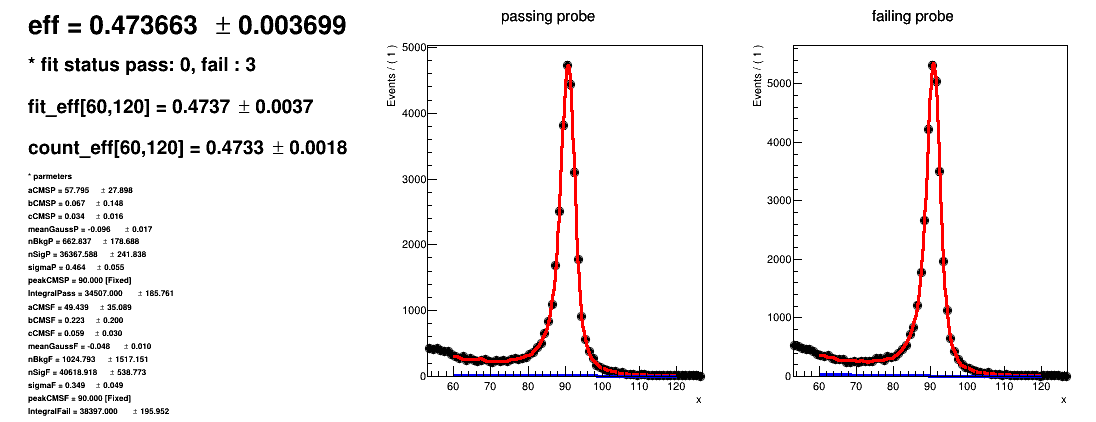 eff = 0.473663 ± 0.003699
* fit status pass: 0, fail : 3
fit_eff[60,120] = 0.4737 ± 0.0037
count_eff[60,120] = 0.4733 ± 0.0018
* parmeters
aCMSP = 57.795 ± 27.898
bCMSP = 0.067 ± 0.148
cCMSP = 0.034 ± 0.016
meanGaussP = -0.096 ± 0.017
nBkgP = 662.837 ± 178.688
nSigP = 36367.588 ± 241.838
sigmaP = 0.464 ± 0.055
peakCMSP = 90.000 [Fixed]
IntegralPass = 34507.000 ± 185.761
aCMSF = 49.439 ± 35.089
bCMSF = 0.223 ± 0.200
cCMSF = 0.059 ± 0.030
meanGaussF = -0.048 ± 0.010
nBkgF = 1024.793 ± 1517.151
nSigF = 40618.918 ± 538.773
sigmaF = 0.349 ± 0.049
peakCMSF = 90.000 [Fixed]
IntegralFail = 38397.000 ± 195.952
passing probe
Events / ( 1 )
5000
4000
3000
2000
1000
0
60 70 80 90 100 110 120
x
failing probe
Events / ( 1 )
5000
4000
3000
2000
1000
0
60 70 80 90 100 110 120
x